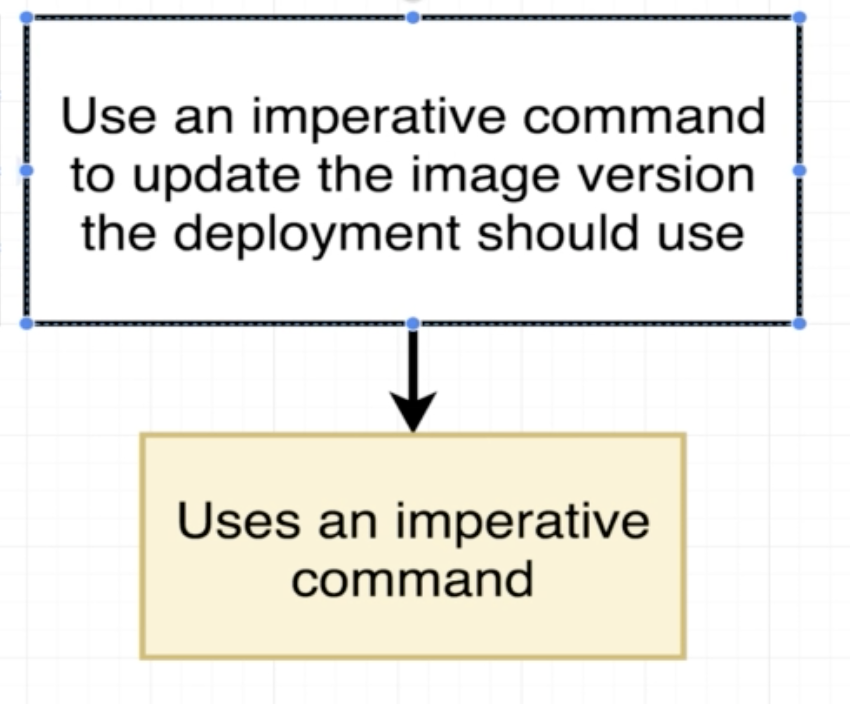 Use an imperative command
to update the image version
the deployment should use
Uses an imperative
command